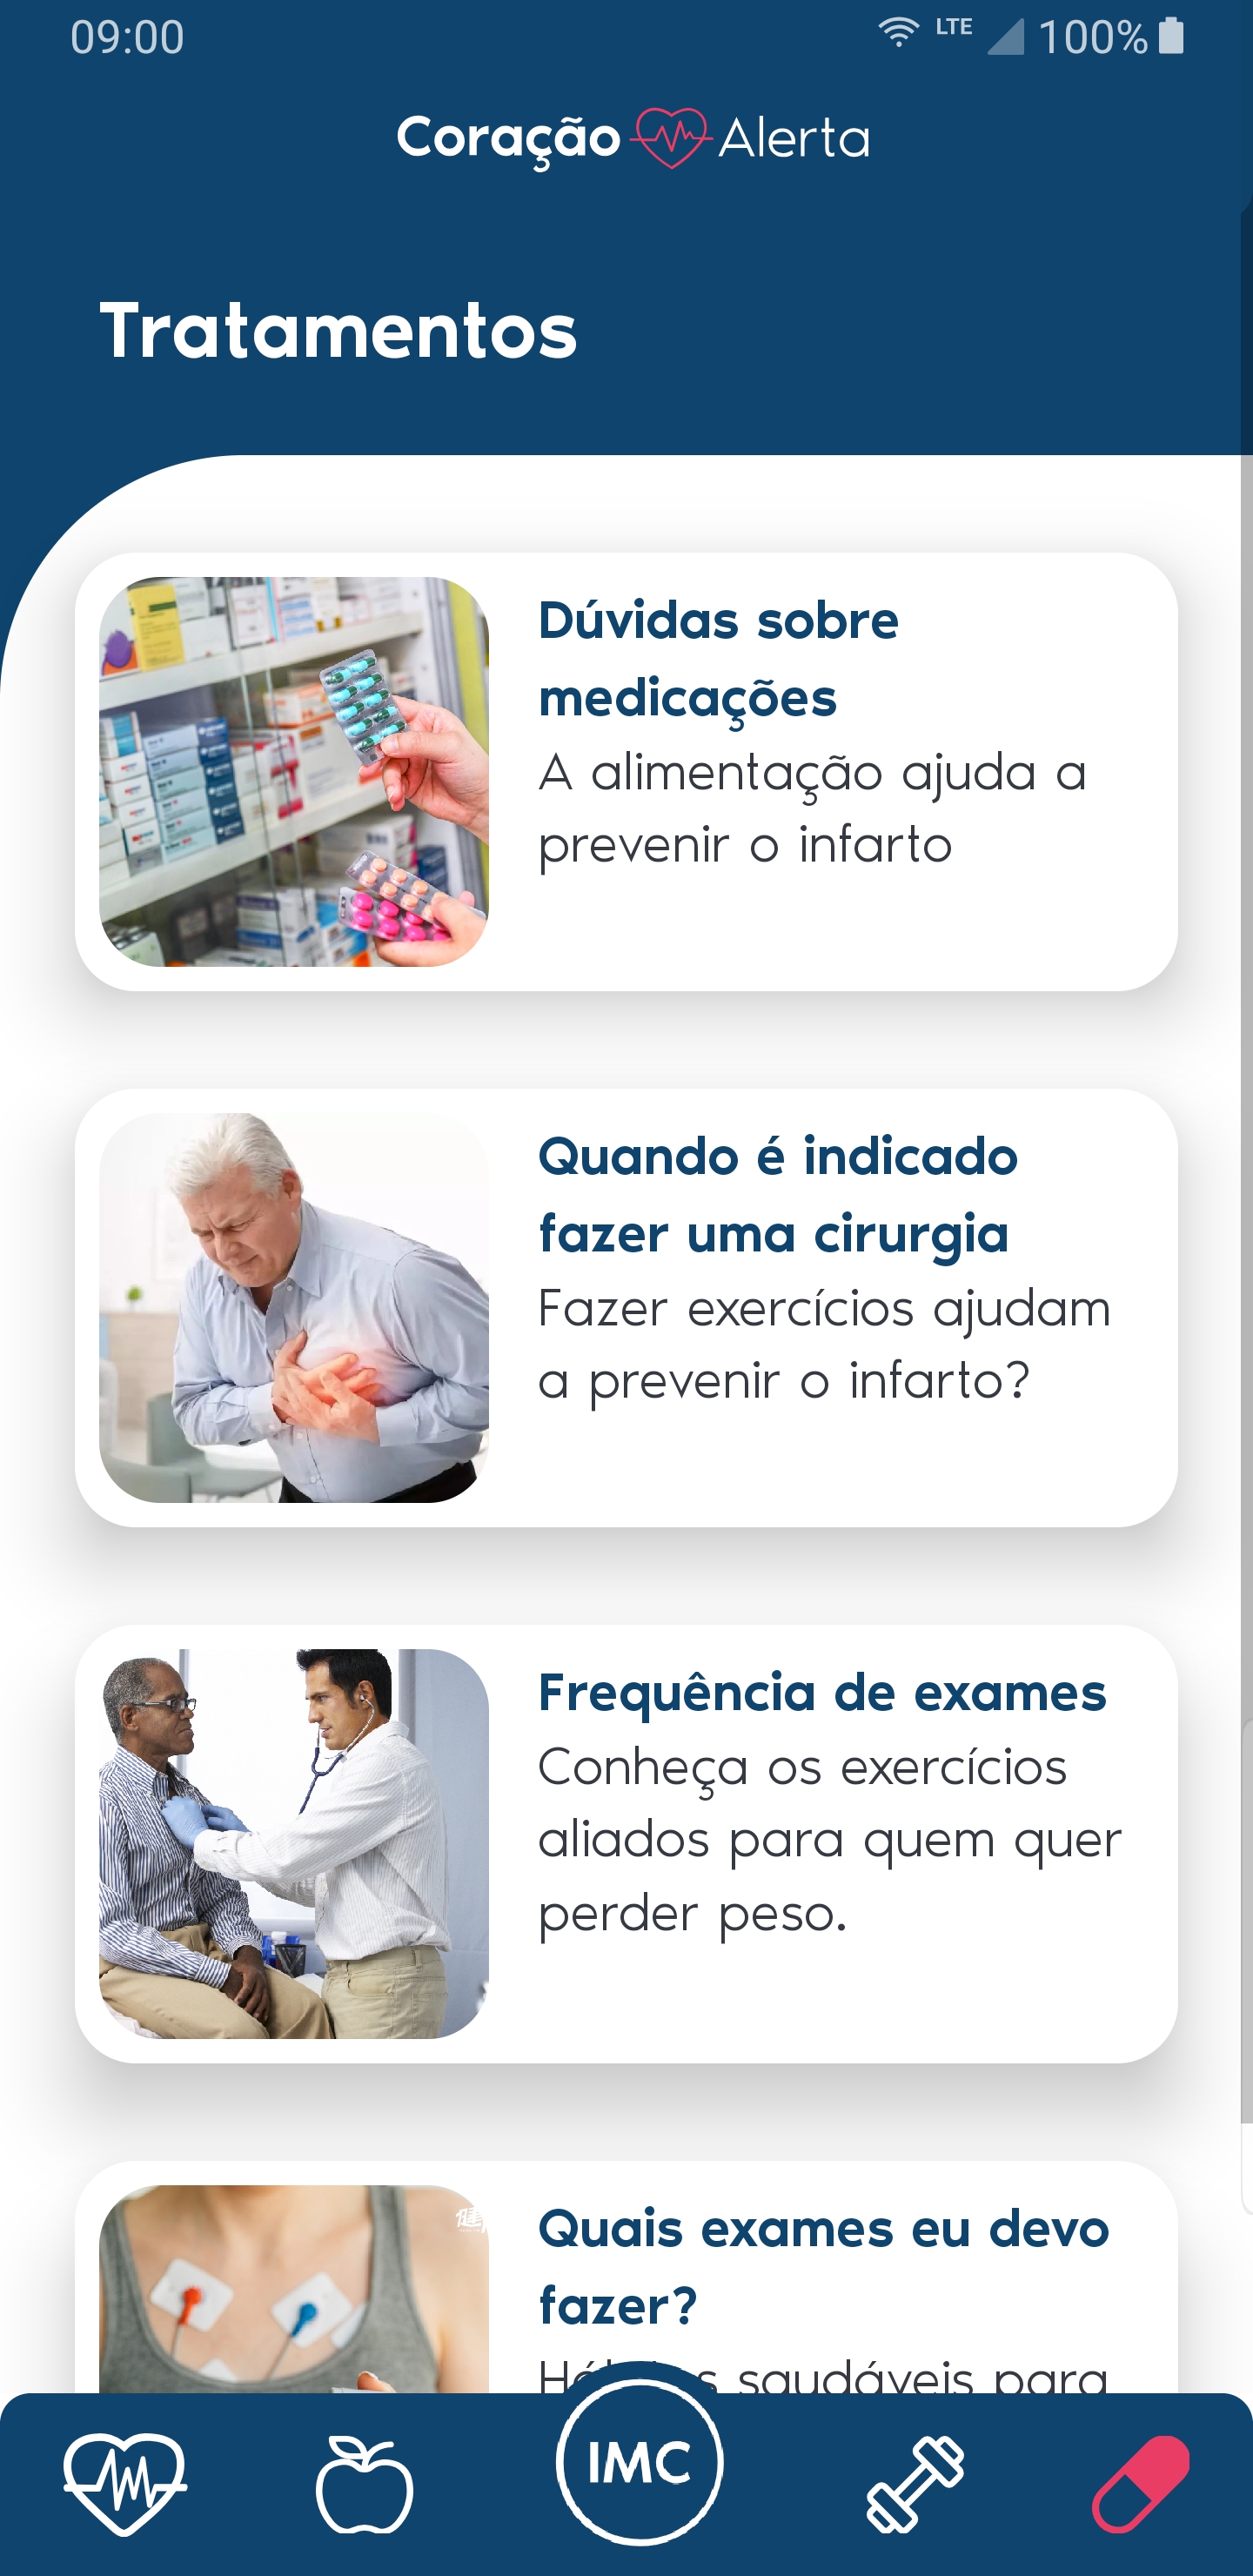 09:00 LTE 100%
Coração Alerta
Tratamentos
Dúvidas sobre
medicações
A alimentação ajuda a
prevenir o infarto
Quando é indicado
fazer uma cirurgia
Fazer exercícios ajudam
a prevenir o infarto?
Frequência de exames
Conheça os exercícios
aliados para quem quer
perder peso.
健
Quais exames eu devo
fazer?
saudáveis para
IMC